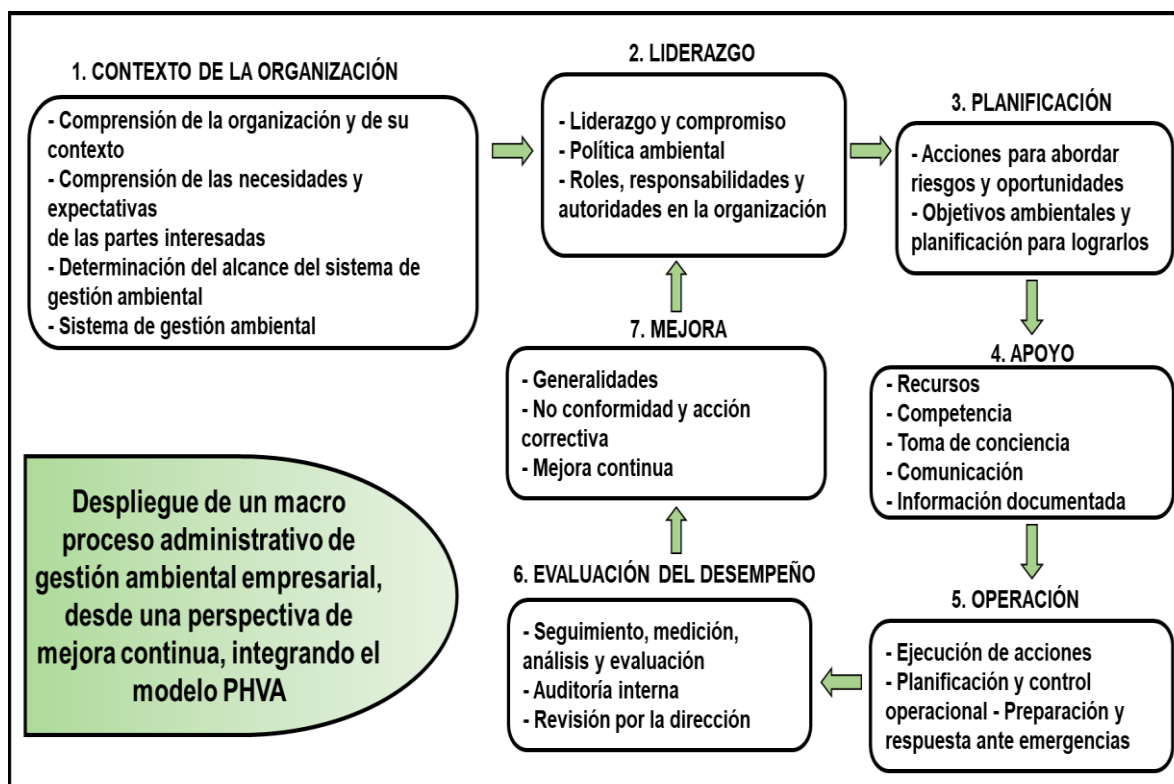 1. CONTEXTO DE LA ORGANIZACIÓN
- Comprensión de la organización y de su
contexto
- Comprensión de las necesidades y
expectativas
de las partes interesadas
- Determinación del alcance del sistema de
gestión ambiental
- Sistema de gestión ambiental
2. LIDERAZGO
- Liderazgo y compromiso
- Política ambiental
- Roles, responsabilidades y
autoridades en la organización
3. PLANIFICACIÓN
- Acciones para abordar
riesgos y oportunidades
- Objetivos ambientales y
planificación para lograrlos
4. APOYO
- Recursos
- Competencia
- Toma de conciencia
- Comunicación
- Información documentada
5. OPERACIÓN
- Ejecución de acciones
- Planificación y control
operacional - Preparación y
respuesta ante emergencias
6. EVALUACIÓN DEL DESEMPEÑO
- Seguimiento, medición,
análisis y evaluación
- Auditoría interna
- Revisión por la dirección
7. MEJORA
- Generalidades
- No conformidad y acción
correctiva
- Mejora continua
Despliegue de un macro
proceso administrativo de
gestión ambiental empresarial,
desde una perspectiva de
mejora continua, integrando el
modelo PHVA